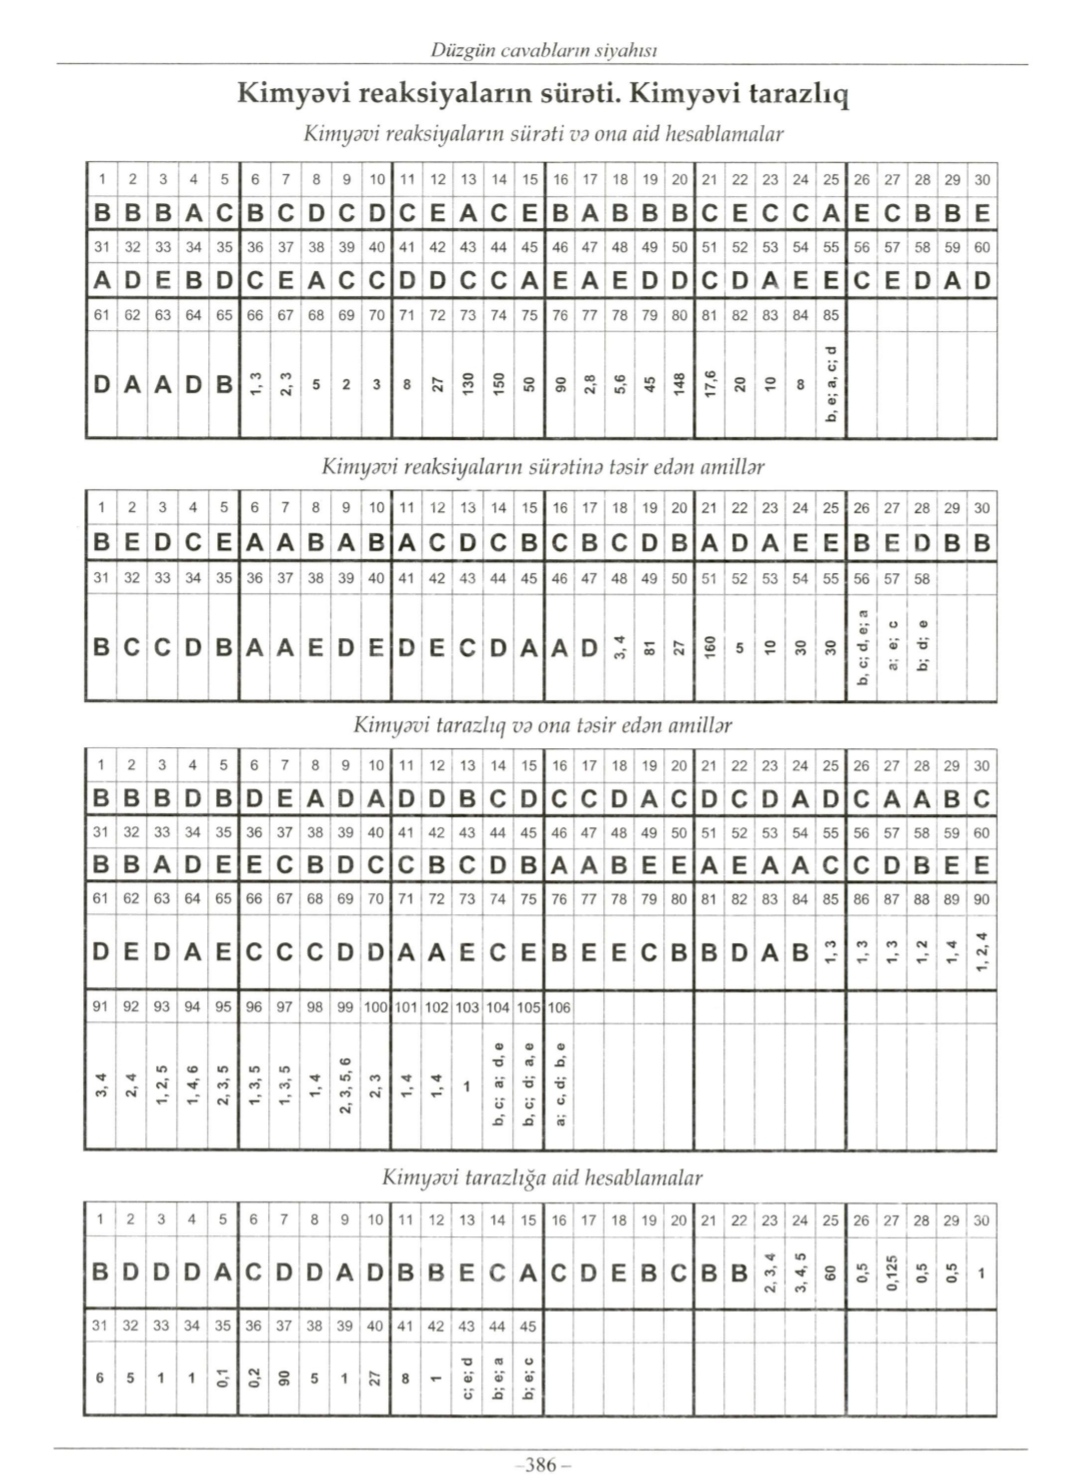 Düzgün cavabların siyahısı
Kimyəvi reaksiyaların sürəti. Kimyəvi tarazlıq
Kimyəvi reaksiyaların sürəti və ona aid hesablamalar
1 2 3 4 5 6 7 8 9 10 11 12 13 14 15 16 17 18 19 20 21 22 23 24 25 26 27 28 29 30
B B B A C B C D C D C E A C E B A B B B C E C C A E C B B E
31 32 33 34 35 36 37 38 39 40 41 42 43 44 45 46 47 48 49 50 51 52 53 54 55 56 57 58 59 60
A D E B D C E A C C D D C C A E A E D D C D A E E C E D A D
61 62 63 64 65 66 67 68 69 70 71 72 73 74 75 76 77 78 79 80 81 82 83 84 85
D A A D B 1, 3 2, 3 5 2 3 8 27 130 150 50 90 2,8 5,6 45 148 17,6 20 10 8 b, e; a, c; d
Kimyəvi reaksiyaların sürətinə təsir edən amillər
1 2 3 4 5 6 7 8 9 10 11 12 13 14 15 16 17 18 19 20 21 22 23 24 25 26 27 28 29 30
B E D C E A A B A B A C D C B C B C D B A D A E E B E D B B
31 32 33 34 35 36 37 38 39 40 41 42 43 44 45 46 47 48 49 50 51 52 53 54 55 56 57 58
B C C D B A A E D E D E C D A A D 3, 4 81 27 160 5 10 30 30 b, c; d, e; a a; e; c b; d; e
Kimyəvi tarazlıq və ona təsir edən amillər
1 2 3 4 5 6 7 8 9 10 11 12 13 14 15 16 17 18 19 20 21 22 23 24 25 26 27 28 29 30
B B B D B D E A D A D D B C D C C D A C D C D A D C A A B C
31 32 33 34 35 36 37 38 39 40 41 42 43 44 45 46 47 48 49 50 51 52 53 54 55 56 57 58 59 60
B B A D E E C B D C C B C D B A A B E E A E A A C C D B E E
61 62 63 64 65 66 67 68 69 70 71 72 73 74 75 76 77 78 79 80 81 82 83 84 85 86 87 88 89 90
D E D A E C C C D D A A E C E B E E C B B D A B 1, 3 1, 3 1, 3 1, 2 1, 4 1, 2, 4
91 92 93 94 95 96 97 98 99 100 101 102 103 104 105 106
3, 4 2, 4 1, 2, 5 1, 4, 6 2, 3, 5 1, 3, 5 1, 3, 5 1, 4 2, 3, 5, 6 2, 3 1, 4 1, 4 1 b, c; a; d, e b, c; d; a, e a; c, d; b, e
Kimyəvi tarazlığa aid hesablamalar
1 2 3 4 5 6 7 8 9 10 11 12 13 14 15 16 17 18 19 20 21 22 23 24 25 26 27 28 29 30
B D D D A C D D A D B B E C A C D E B C B B 2, 3, 4 3, 4, 5 60 0,5 0,125 0,5 0,5 1
31 32 33 34 35 36 37 38 39 40 41 42 43 44 45
6 5 1 1 0,1 0,2 90 5 1 27 8 1 c; e; d b; e; a b; e; c
–386–